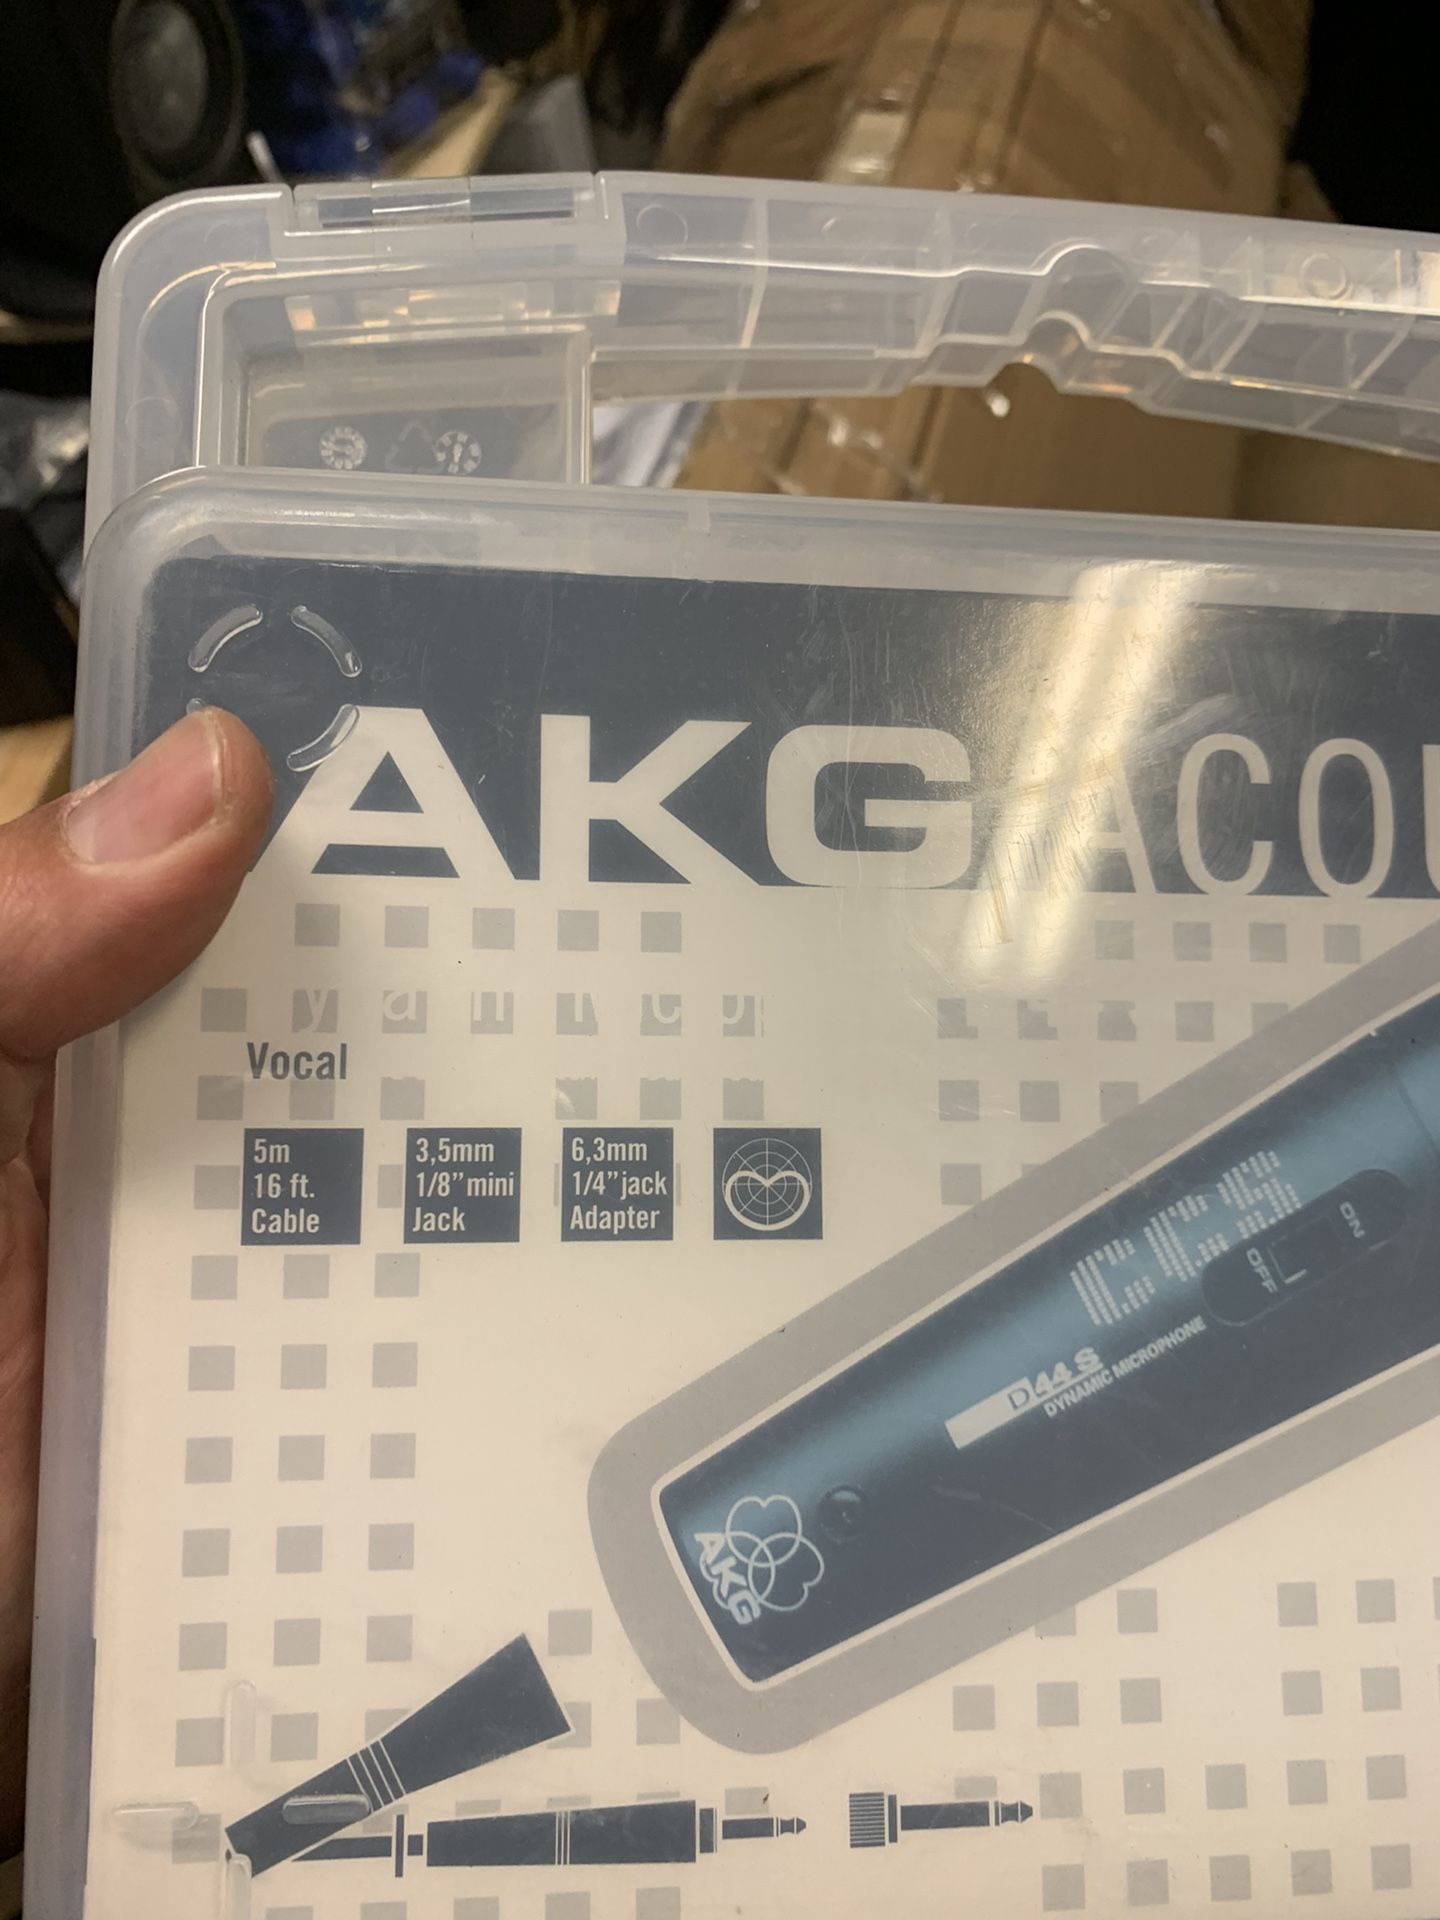 AKG ACOU
Vocal
5m
16 ft.
Cable
3,5mm
1/8” mini
Jack
6,3mm
1/4” jack
Adapter
ON
OFF
D 44 S
DYNAMIC MICROPHONE
AKG